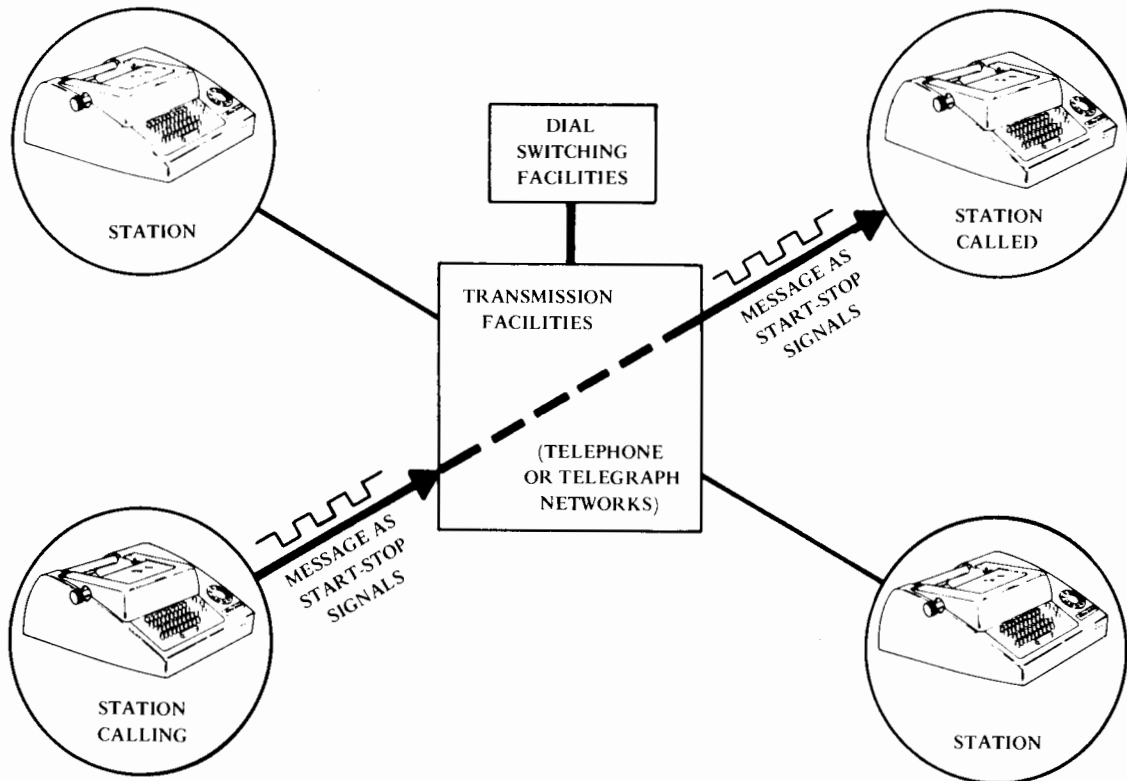 STATION
DIAL
SWITCHING
FACILITIES
STATION
CALLED
TRANSMISSION
FACILITIES
MESSAGE AS
START-STOP
SIGNALS
(TELEPHONE
OR TELEGRAPH
NETWORKS)
MESSAGE AS
START-STOP
SIGNALS
STATION
CALLING
STATION